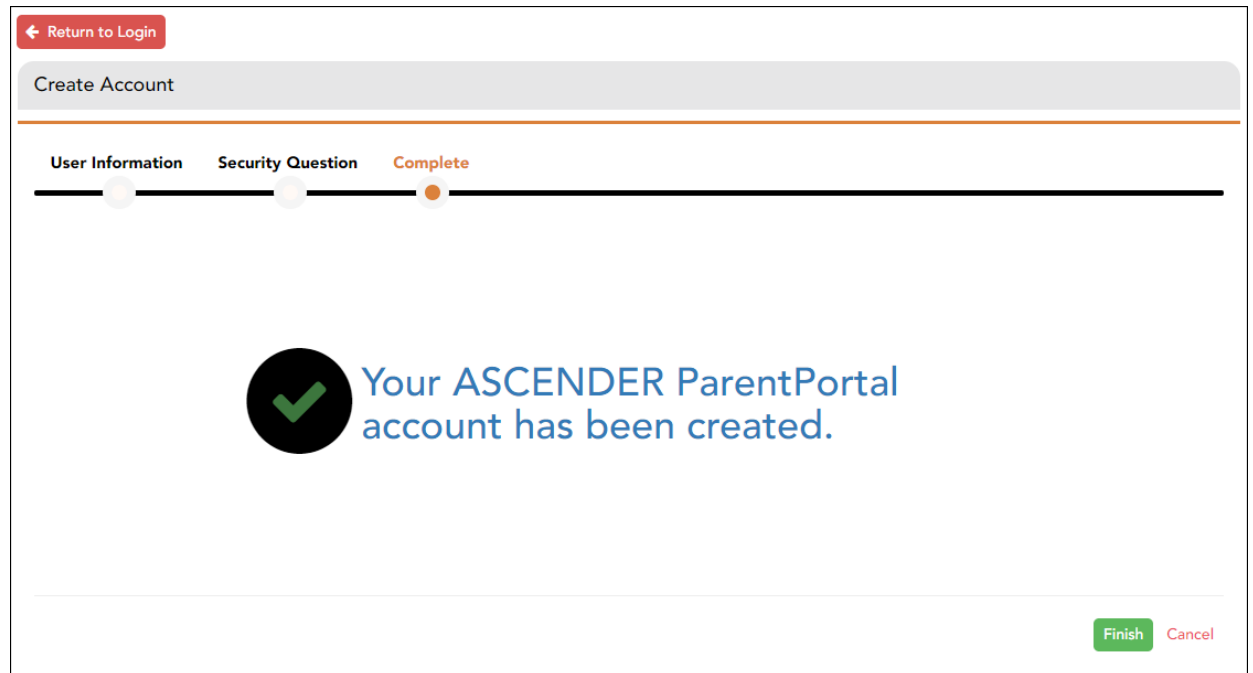 Return to Login
Create Account
User Information Security Question Complete
Your ASCENDER ParentPortal
account has been created.
Finish Cancel